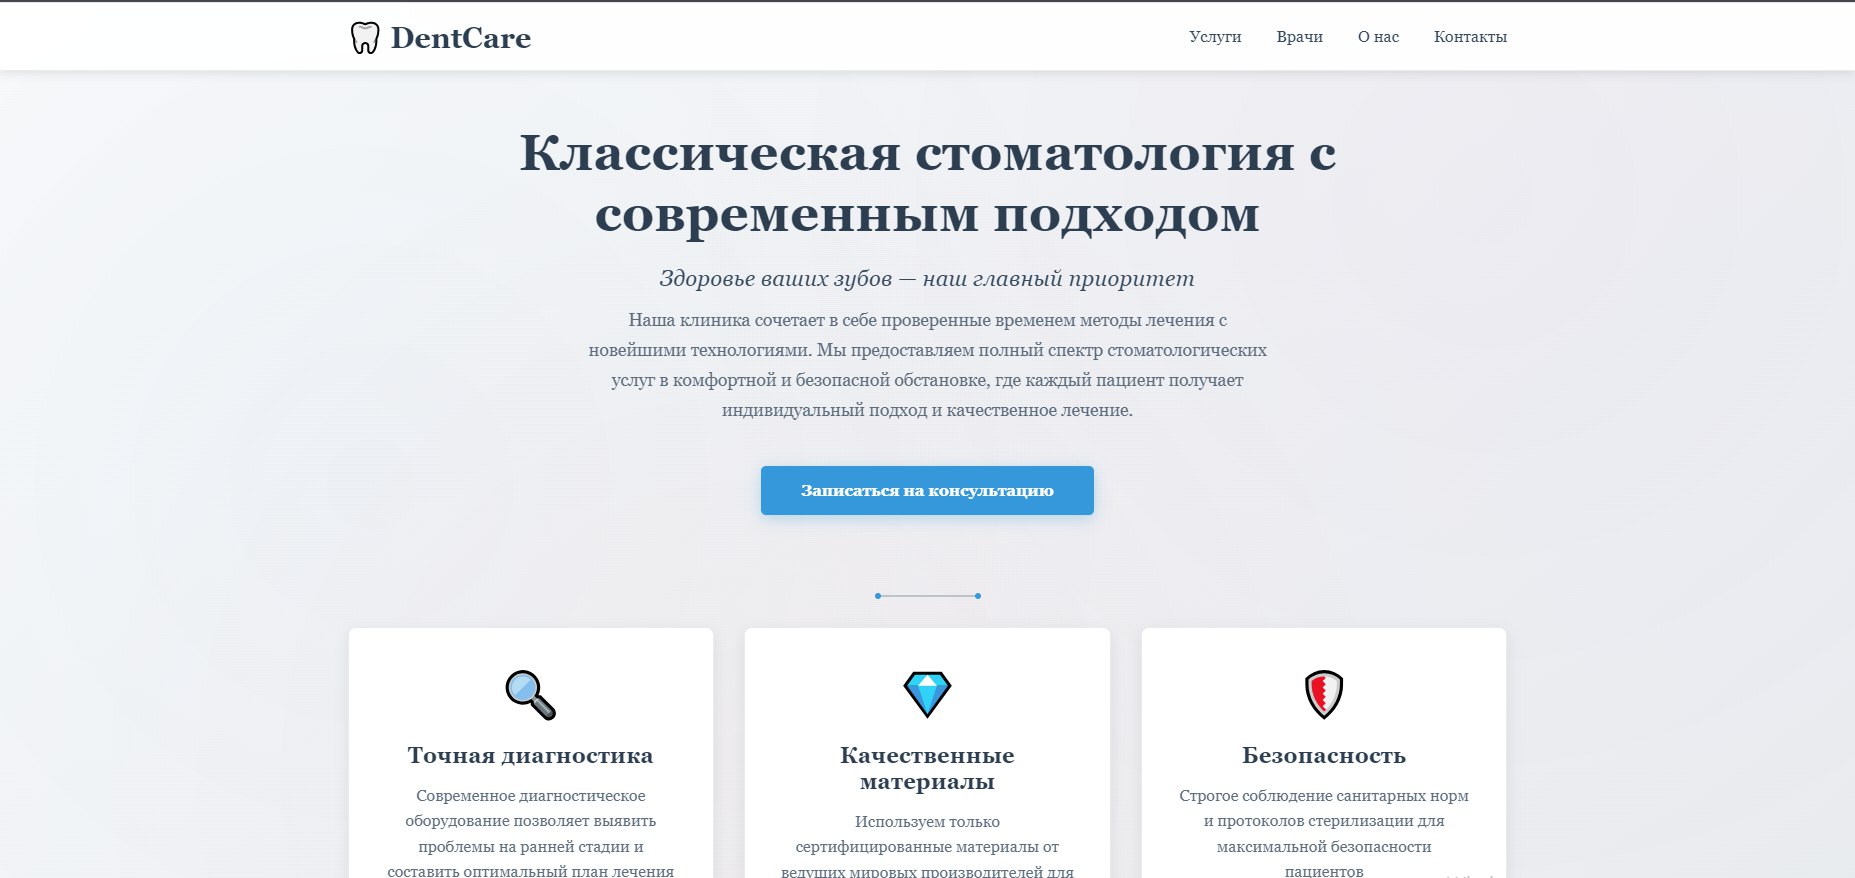 DentCare
Услуги
Врачи
О нас
Контакты
Классическая стоматология с
современным подходом
Здоровье ваших зубов — наш главный приоритет
Наша клиника сочетает в себе проверенные временем методы лечения с
новейшими технологиями. Мы предоставляем полный спектр стоматологических
услуг в комфортной и безопасной обстановке, где каждый пациент получает
индивидуальный подход и качественное лечение.
Записаться на консультацию
Точная диагностика
Современное диагностическое
оборудование позволяет выявить
проблемы на ранней стадии и
составить оптимальный план лечения
Качественные
материалы
Используем только
сертифицированные материалы от
ведущих мировых производителей для
Безопасность
Строгое соблюдение санитарных норм
и протоколов стерилизации для
максимальной безопасности
пациентов